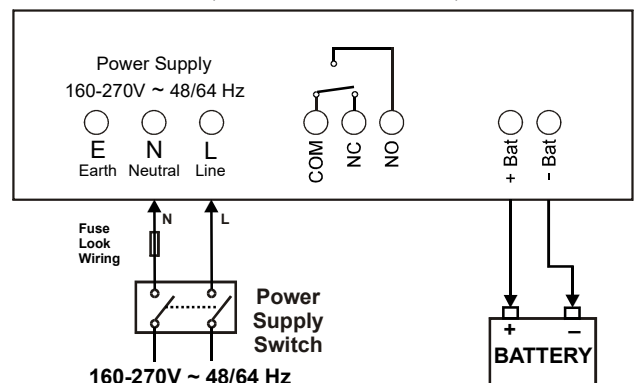 Power Supply
160-270V ~ 48/64 Hz
E N L
Earth Neutral Line
COM
NC
NO
+ Bat
- Bat
N L
Fuse
Look
Wiring
Power
Supply
Switch
+ –
BATTERY
160-270V ~ 48/64 Hz